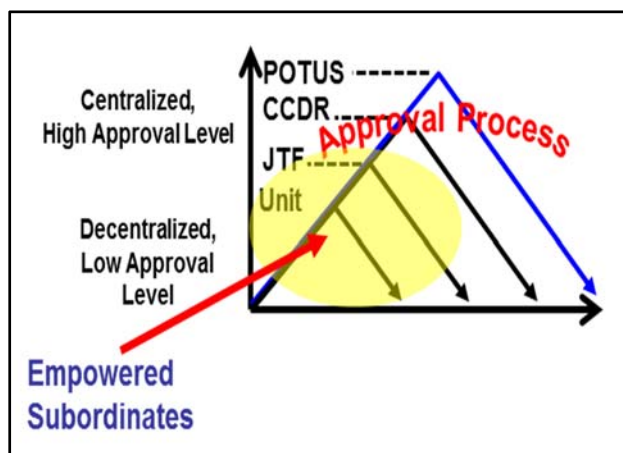 Centralized,
High Approval Level
POTUS
CCDR
JTF
Unit
Approval Process
Decentralized,
Low Approval
Level
Empowered
Subordinates